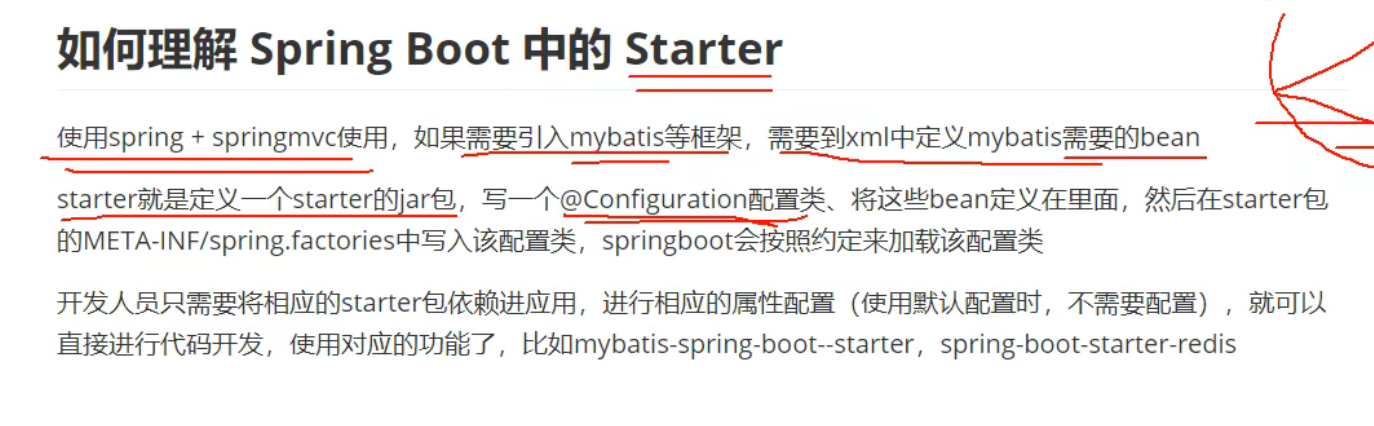 如何理解 Spring Boot 中的 Starter
使用spring + springmvc使用，如果需要引入mybatis等框架，需要到xml中定义mybatis需要的bean
starter就是定义一个starter的jar包，写一个@Configuration配置类、将这些bean定义在里面，然后在starter包
的META-INF/spring.factories中写入该配置类，springboot会按照约定来加载该配置类
开发人员只需要将相应的starter包依赖进应用，进行相应的属性配置（使用默认配置时，不需要配置），就可以
直接进行代码开发，使用对应的功能了，比如mybatis-spring-boot--starter，spring-boot-starter-redis